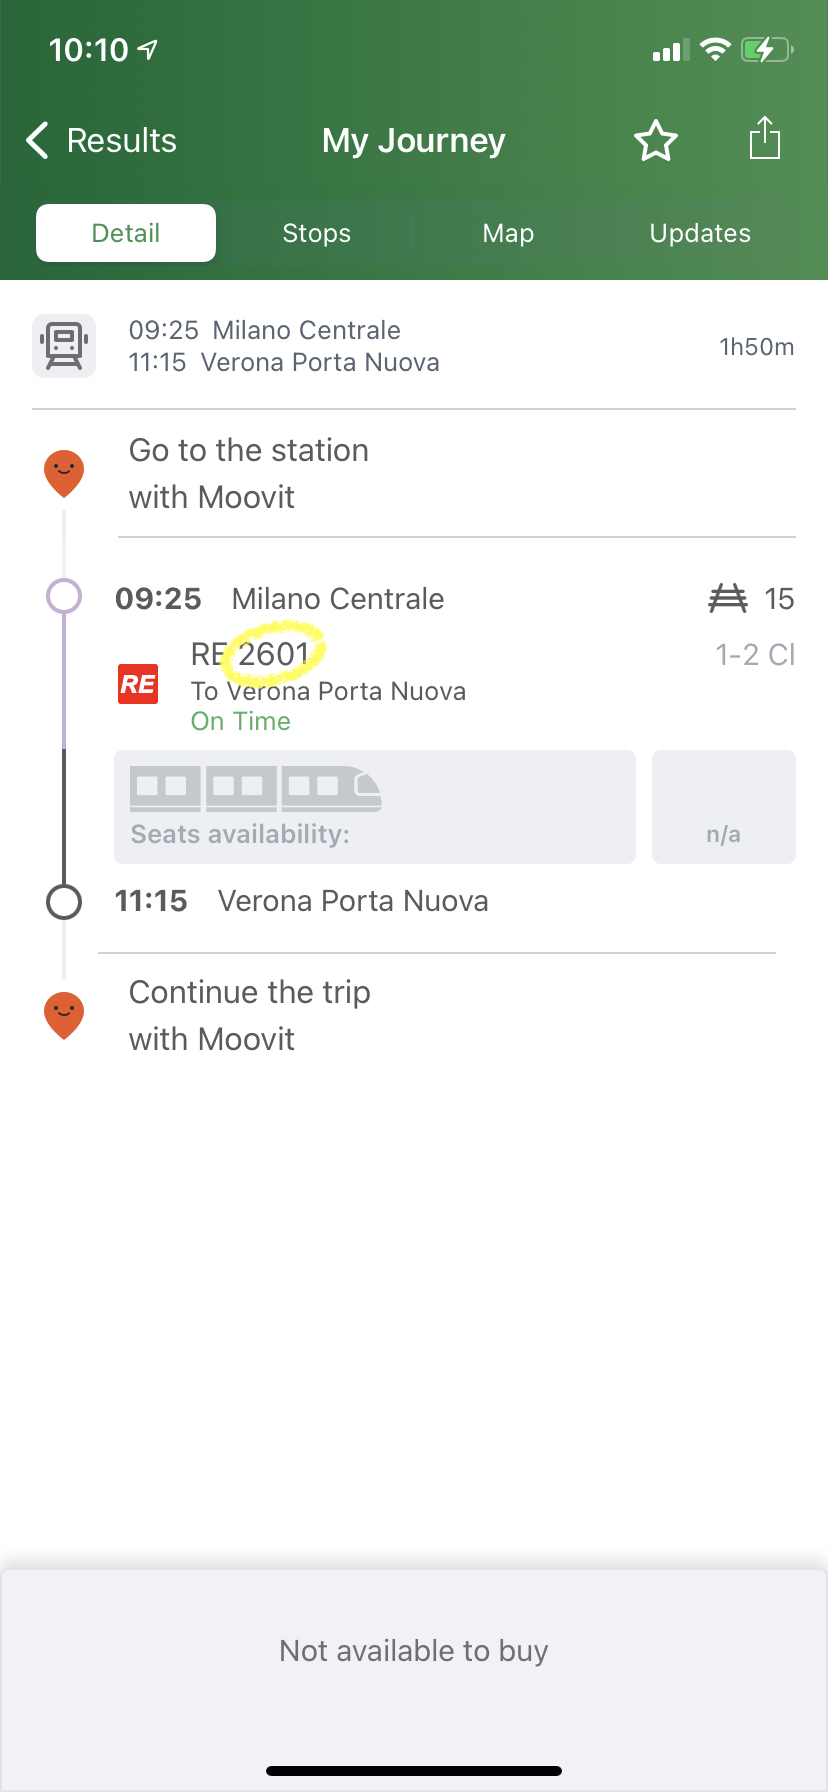 10:10
Results My Journey
Detail Stops Map Updates
09:25 Milano Centrale
11:15 Verona Porta Nuova
1h50m
Go to the station
with Moovit
09:25 Milano Centrale 15
RE 2601 1-2 Cl
RE
To Verona Porta Nuova
On Time
Seats availability:
n/a
11:15 Verona Porta Nuova
Continue the trip
with Moovit
Not available to buy